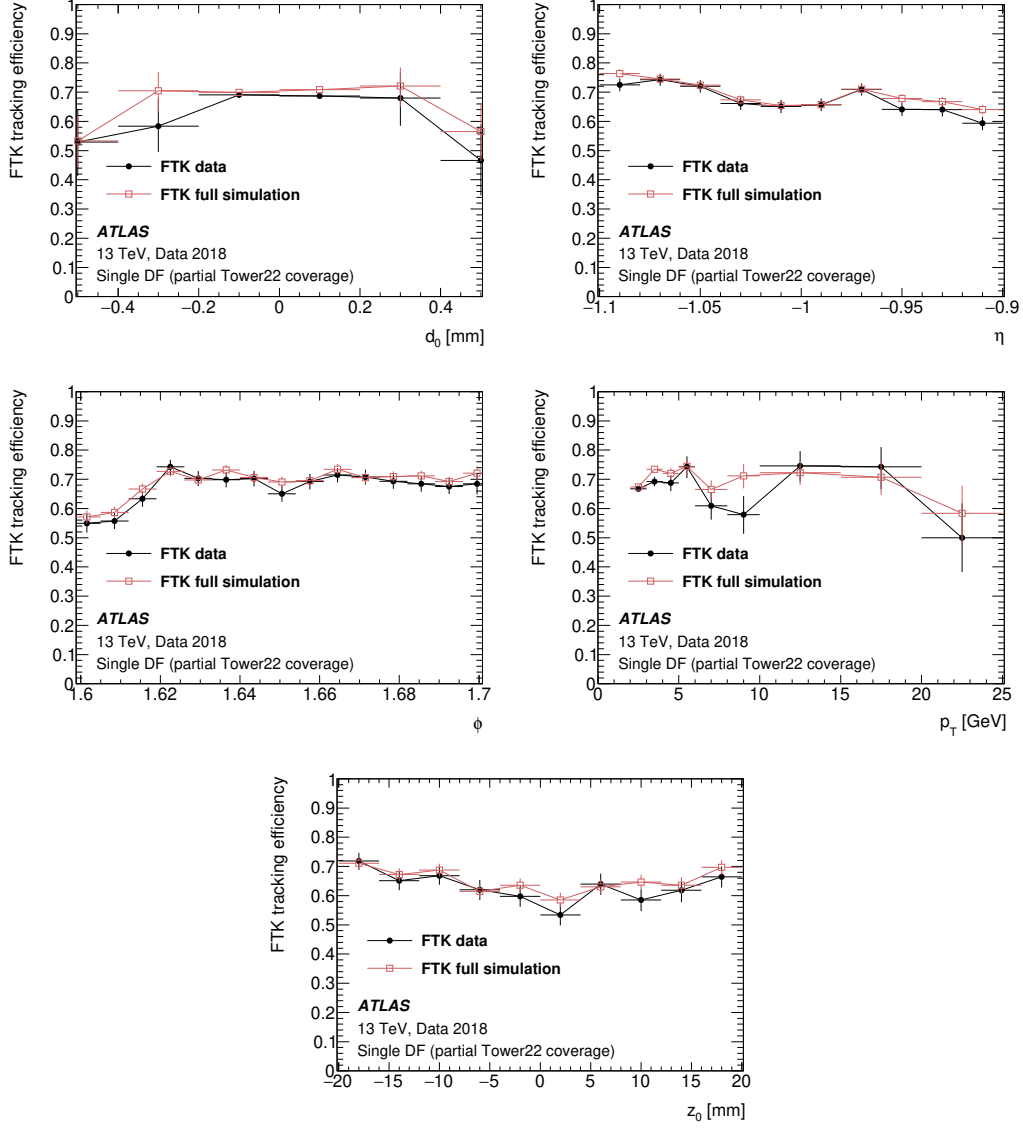 FTK tracking efficiency
1
0.9
0.8
0.7
0.6
0.5
0.4
0.3
0.2
0.1
0
FTK data
FTK full simulation
ATLAS
13 TeV, Data 2018
Single DF (partial Tower22 coverage)
−0.4 −0.2 0 0.2 0.4
d0 [mm]
FTK tracking efficiency
1
0.9
0.8
0.7
0.6
0.5
0.4
0.3
0.2
0.1
0
FTK data
FTK full simulation
ATLAS
13 TeV, Data 2018
Single DF (partial Tower22 coverage)
−1.1 −1.05 −1 −0.95 −0.9
η
FTK tracking efficiency
1
0.9
0.8
0.7
0.6
0.5
0.4
0.3
0.2
0.1
0
FTK data
FTK full simulation
ATLAS
13 TeV, Data 2018
Single DF (partial Tower22 coverage)
1.6 1.62 1.64 1.66 1.68 1.7
ϕ
FTK tracking efficiency
1
0.9
0.8
0.7
0.6
0.5
0.4
0.3
0.2
0.1
0
FTK data
FTK full simulation
ATLAS
13 TeV, Data 2018
Single DF (partial Tower22 coverage)
0 5 10 15 20 25
pT [GeV]
FTK tracking efficiency
1
0.9
0.8
0.7
0.6
0.5
0.4
0.3
0.2
0.1
0
FTK data
FTK full simulation
ATLAS
13 TeV, Data 2018
Single DF (partial Tower22 coverage)
−20 −15 −10 −5 0 5 10 15 20
z0 [mm]